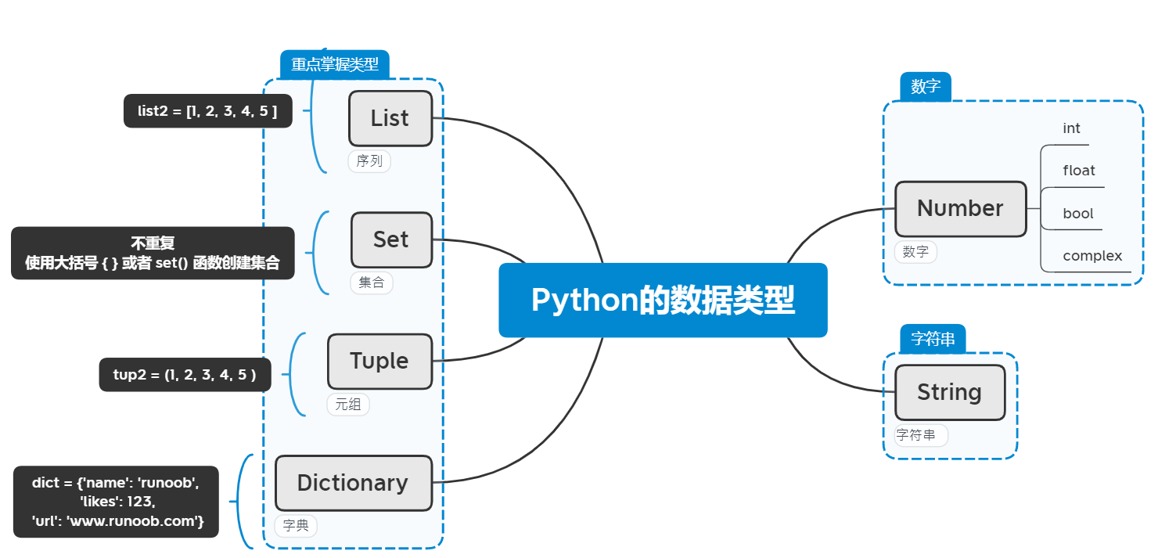 Python的数据类型
重点掌握类型
List
序列
list2 = [1, 2, 3, 4, 5 ]
Set
集合
不重复
使用大括号 { } 或者 set() 函数创建集合
Tuple
元组
tup2 = (1, 2, 3, 4, 5 )
Dictionary
字典
dict = {'name': 'runoob',
'likes': 123,
'url': 'www.runoob.com'}
数字
Number
数字
int
float
bool
complex
字符串
String
字符串